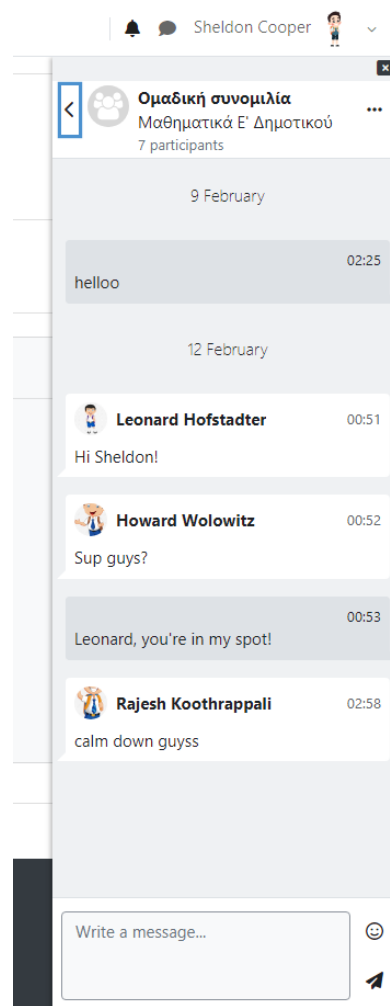 Sheldon Cooper
Ομαδική συνομιλία
Μαθηματικά Ε' Δημοτικού
7 participants
9 February
02:25
helloo
12 February
Leonard Hofstadter 00:51
Hi Sheldon!
Howard Wolowitz 00:52
Sup guys?
00:53
Leonard, you're in my spot!
Rajesh Koothrappali 02:58
calm down guyss
Write a message...